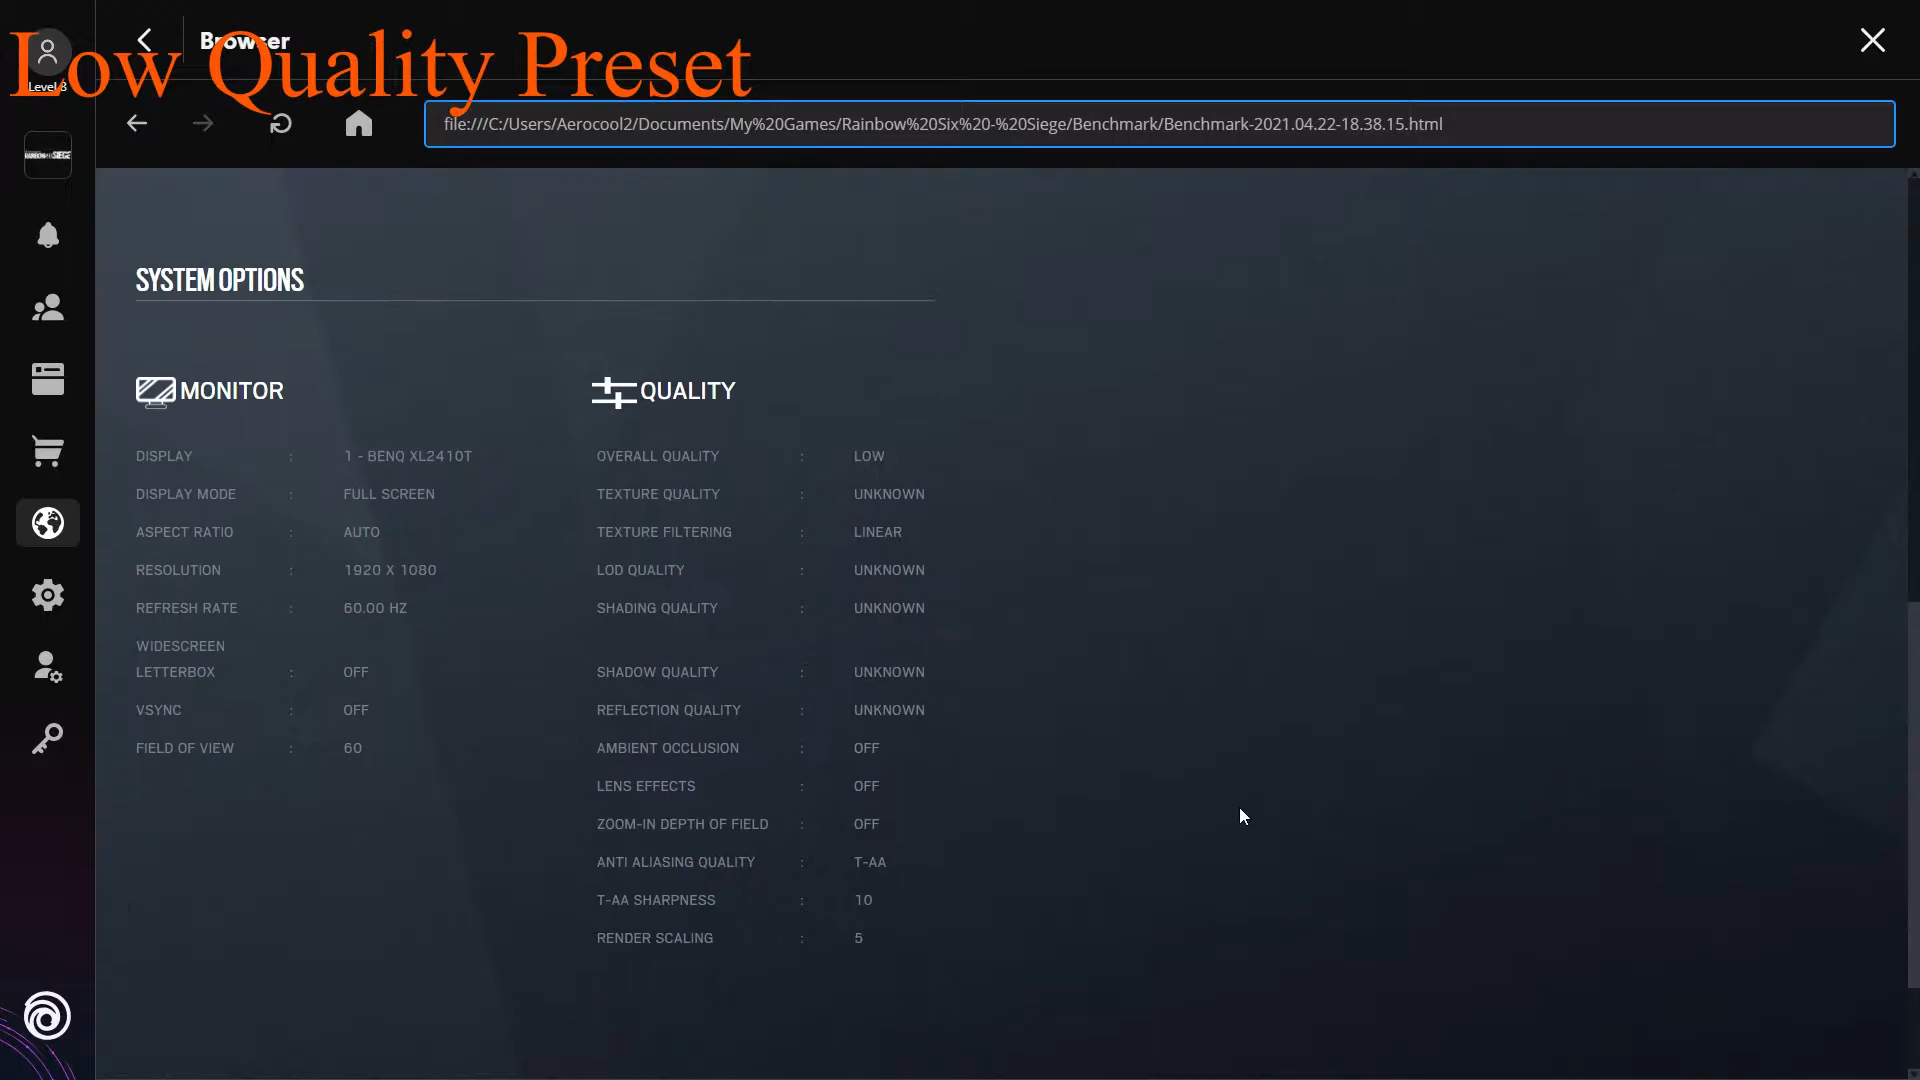 Low Quality Preset
Browser
Level 8
RAINBOW SIX SIEGE
file:///C:/Users/Aerocool2/Documents/My%20Games/Rainbow%20Six%20-%20Siege/Benchmark/Benchmark-2021.04.22-18.38.15.html
SYSTEM OPTIONS
MONITOR
DISPLAY : 1 - BENQ XL2410T
DISPLAY MODE : FULL SCREEN
ASPECT RATIO : AUTO
RESOLUTION : 1920 X 1080
REFRESH RATE : 60.00 HZ
WIDESCREEN
LETTERBOX : OFF
VSYNC : OFF
FIELD OF VIEW : 60
QUALITY
OVERALL QUALITY : LOW
TEXTURE QUALITY : UNKNOWN
TEXTURE FILTERING : LINEAR
LOD QUALITY : UNKNOWN
SHADING QUALITY : UNKNOWN
SHADOW QUALITY : UNKNOWN
REFLECTION QUALITY : UNKNOWN
AMBIENT OCCLUSION : OFF
LENS EFFECTS : OFF
ZOOM-IN DEPTH OF FIELD : OFF
ANTI ALIASING QUALITY : T-AA
T-AA SHARPNESS : 10
RENDER SCALING : 5